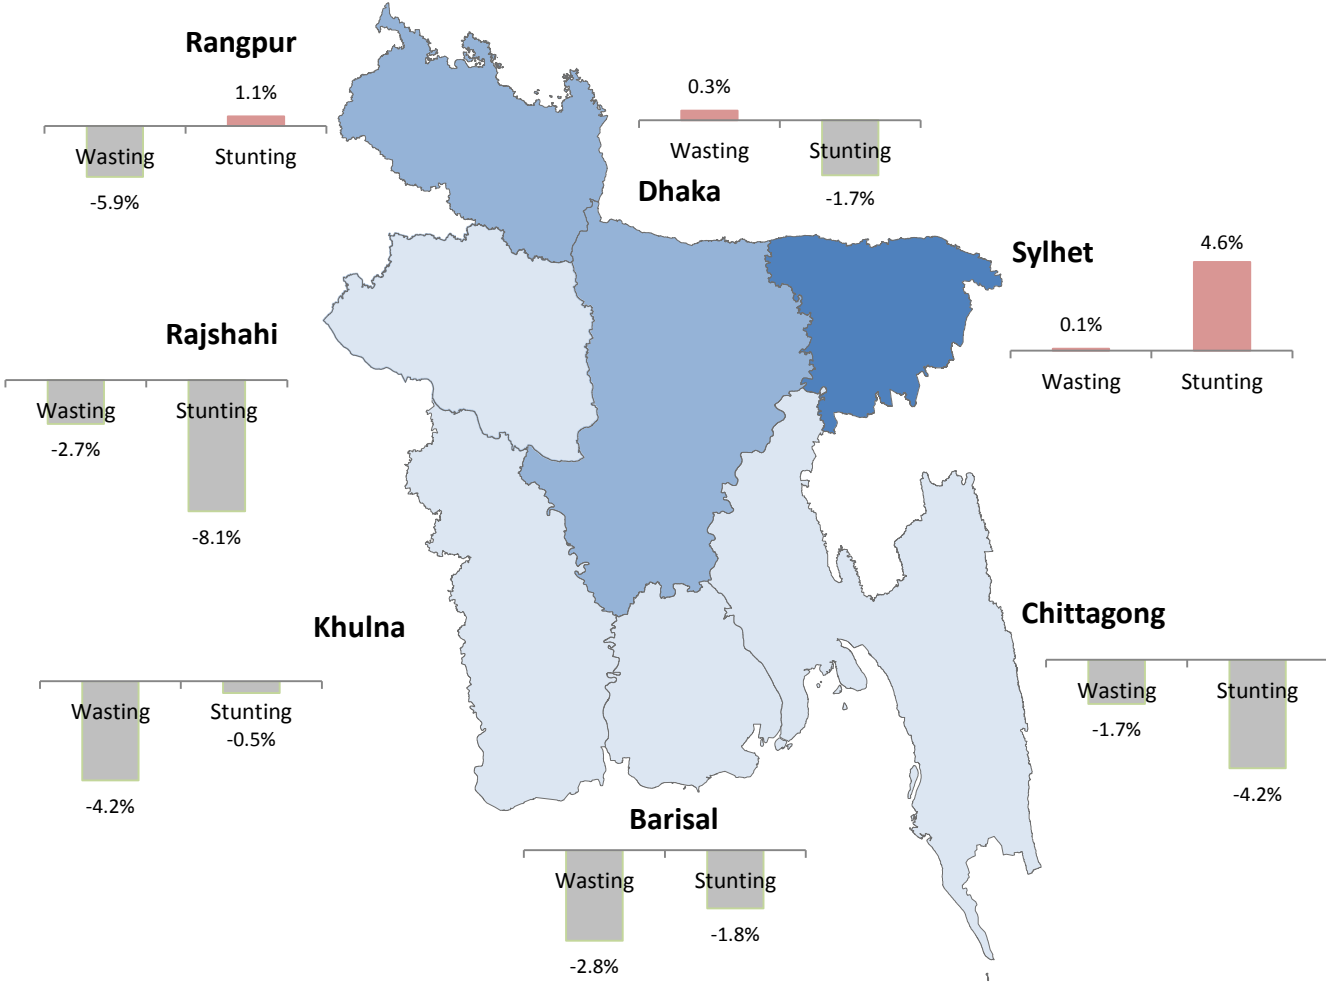 Rangpur
1.1%
Wasting Stunting
-5.9%
0.3%
Wasting Stunting
Dhaka
-1.7%
Sylhet
4.6%
0.1%
Wasting Stunting
Rajshahi
Wasting Stunting
-2.7%
-8.1%
Khulna
Wasting Stunting
-0.5%
-4.2%
Chittagong
Wasting Stunting
-1.7%
-4.2%
Barisal
Wasting Stunting
-1.8%
-2.8%